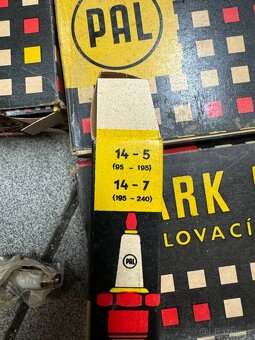 PAL
14 - 5
(95 - 195)
14 - 7
(195 - 240)
ARK
LOVACÍ
PAL